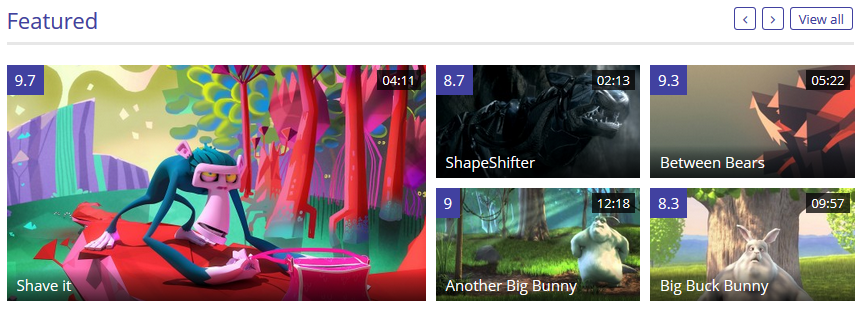 Featured
View all
9.7
04:11
Shave it
8.7
02:13
ShapeShifter
9.3
05:22
Between Bears
9
12:18
Another Big Bunny
8.3
09:57
Big Buck Bunny